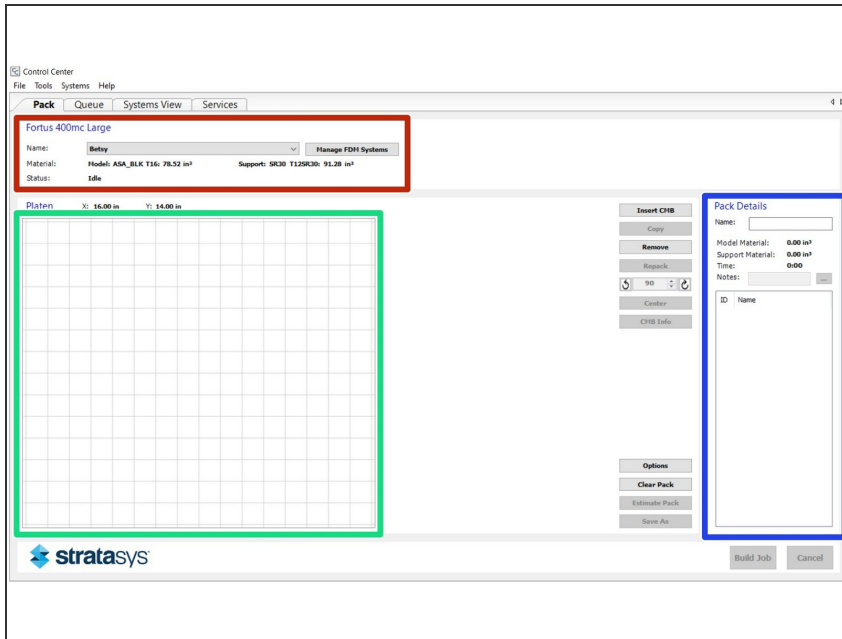 Control Center
File Tools Systems Help
Pack Queue Systems View Services
Fortus 400mc Large
Name: Betsy Manage FDM Systems
Material: Model: ASA_BLK T16: 78.52 in³ Support: SR30 T12SR30: 91.28 in³
Status: Idle
Platen X: 16.00 in Y: 14.00 in
Insert CMB
Copy
Remove
Repack
90
Center
CMB Info
Options
Clear Pack
Estimate Pack
Save As
Pack Details
Name:
Model Material: 0.00 in³
Support Material: 0.00 in³
Time: 0:00
Notes: ...
ID Name
stratasys
Build Job Cancel